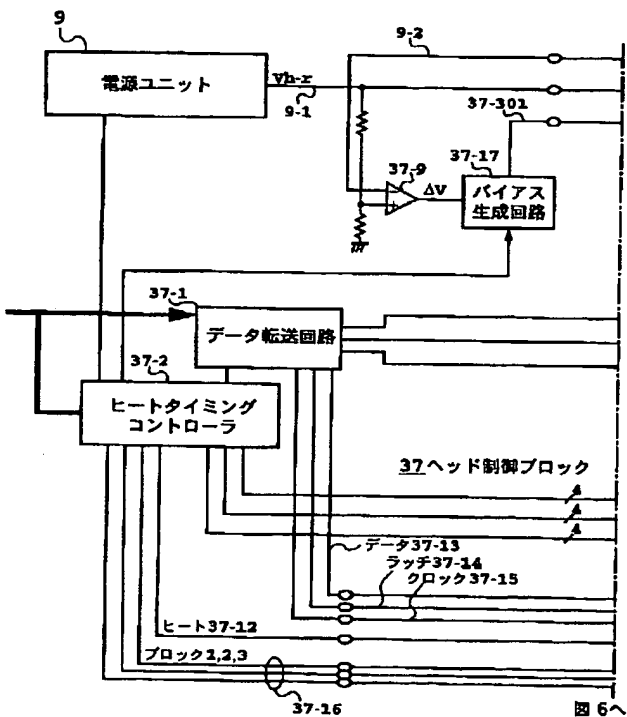 9
電源ユニット
Vh-r
9-1
9-2
37-301
37-17
37-9
ΔV
バイアス
生成回路
-
+
37-1
データ転送回路
37-2
ヒートタイミング
コントローラ
37 ヘッド制御ブロック
4
4
4
データ37-13
ラッチ37-14
クロック37-15
ヒート37-12
ブロック1,2,3
37-16
図 6へ